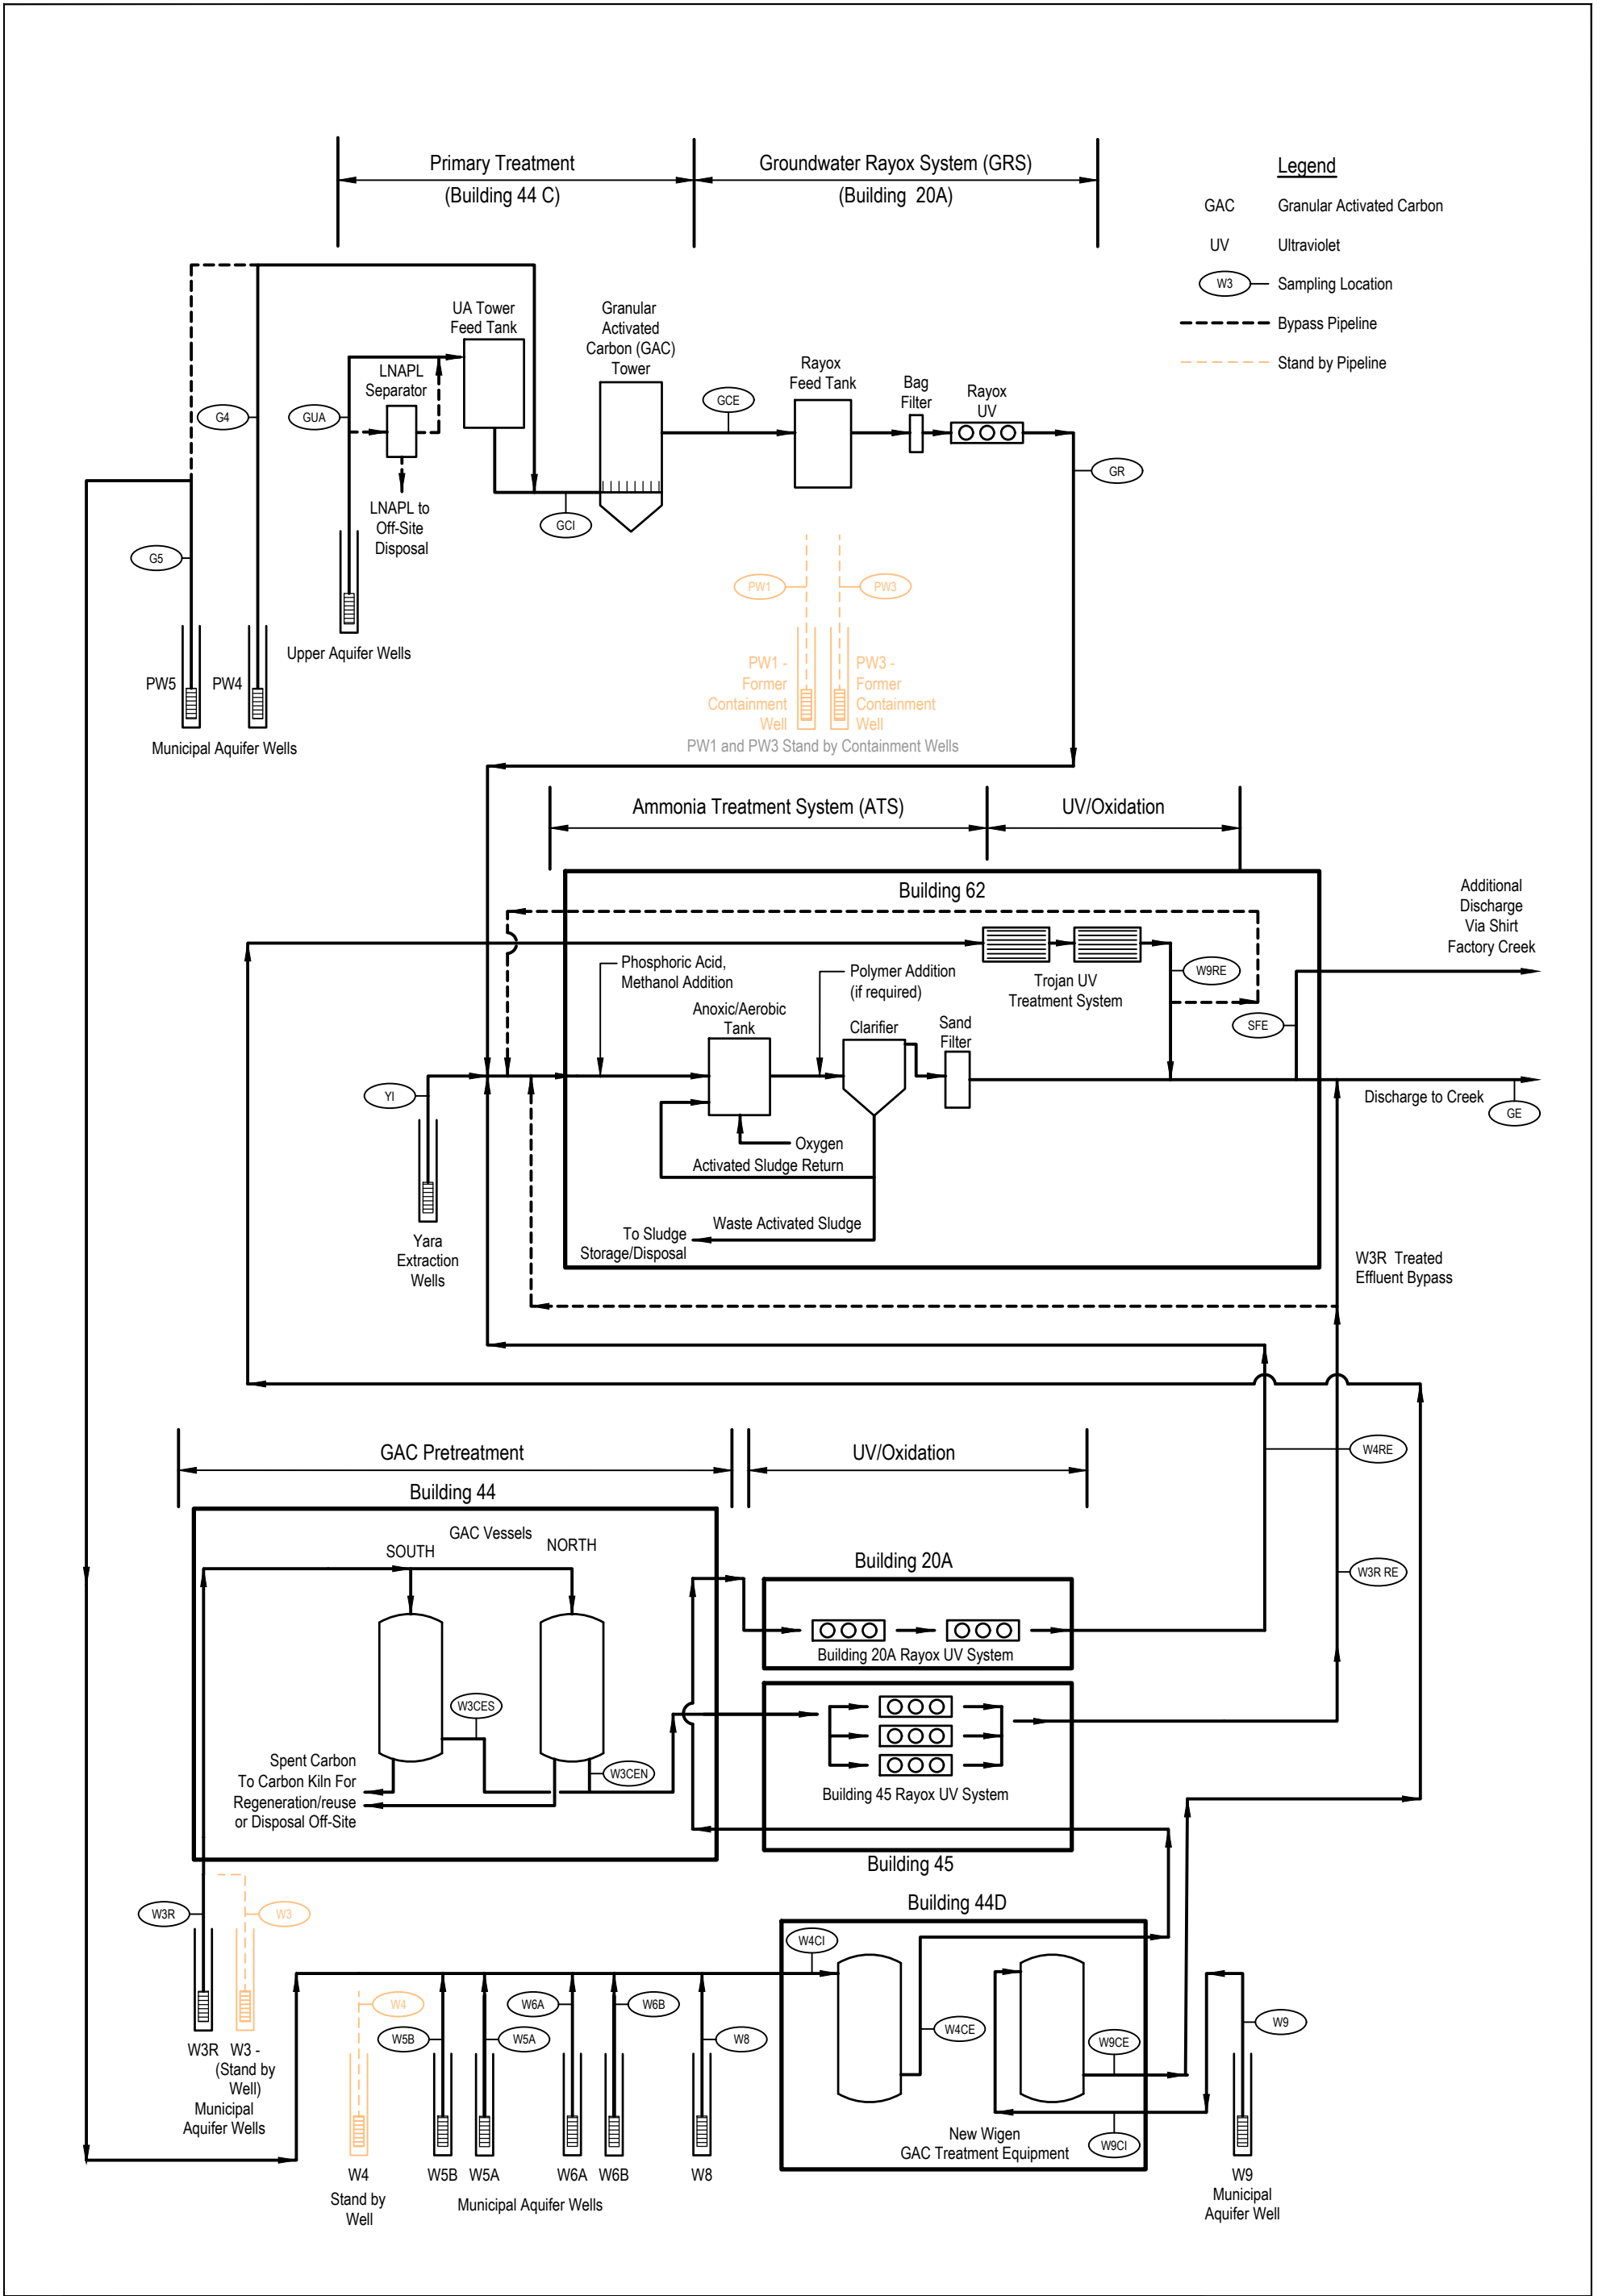 Primary Treatment
(Building 44 C)
Groundwater Rayox System (GRS)
(Building 20A)
Legend
GAC Granular Activated Carbon
UV Ultraviolet
W3 Sampling Location
Bypass Pipeline
Stand by Pipeline
UA Tower
Feed Tank
Granular
Activated
Carbon (GAC)
Tower
LNAPL
Separator
Rayox
Feed Tank
Bag
Filter
Rayox
UV
G4
GUA
GCE
GR
LNAPL to
Off-Site
Disposal
GCI
G5
PW1
PW3
Upper Aquifer Wells
PW5
PW4
Municipal Aquifer Wells
PW1 -
Former
Containment
Well
PW3 -
Former
Containment
Well
PW1 and PW3 Stand by Containment Wells
Ammonia Treatment System (ATS)
UV/Oxidation
Building 62
Additional
Discharge
Via Shirt
Factory Creek
Phosphoric Acid,
Methanol Addition
Polymer Addition
(if required)
Trojan UV
Treatment System
W9RE
Anoxic/Aerobic
Tank
Clarifier
Sand
Filter
SFE
YI
Discharge to Creek
GE
Oxygen
Activated Sludge Return
Waste Activated Sludge
To Sludge
Storage/Disposal
Yara
Extraction
Wells
W3R Treated
Effluent Bypass
GAC Pretreatment
UV/Oxidation
W4RE
Building 44
GAC Vessels
SOUTH
NORTH
Building 20A
W3R RE
Building 20A Rayox UV System
W3CES
W3CEN
Spent Carbon
To Carbon Kiln For
Regeneration/reuse
or Disposal Off-Site
Building 45 Rayox UV System
Building 45
Building 44D
W3R
W3
W4CI
W4
W6A
W6B
W5B
W5A
W8
W4CE
W9CE
W9
W3R
W3 -
(Stand by
Well)
Municipal
Aquifer Wells
New Wigen
GAC Treatment Equipment
W9CI
W4
Stand by
Well
W5B
W5A
W6A
W6B
W8
Municipal Aquifer Wells
W9
Municipal
Aquifer Well